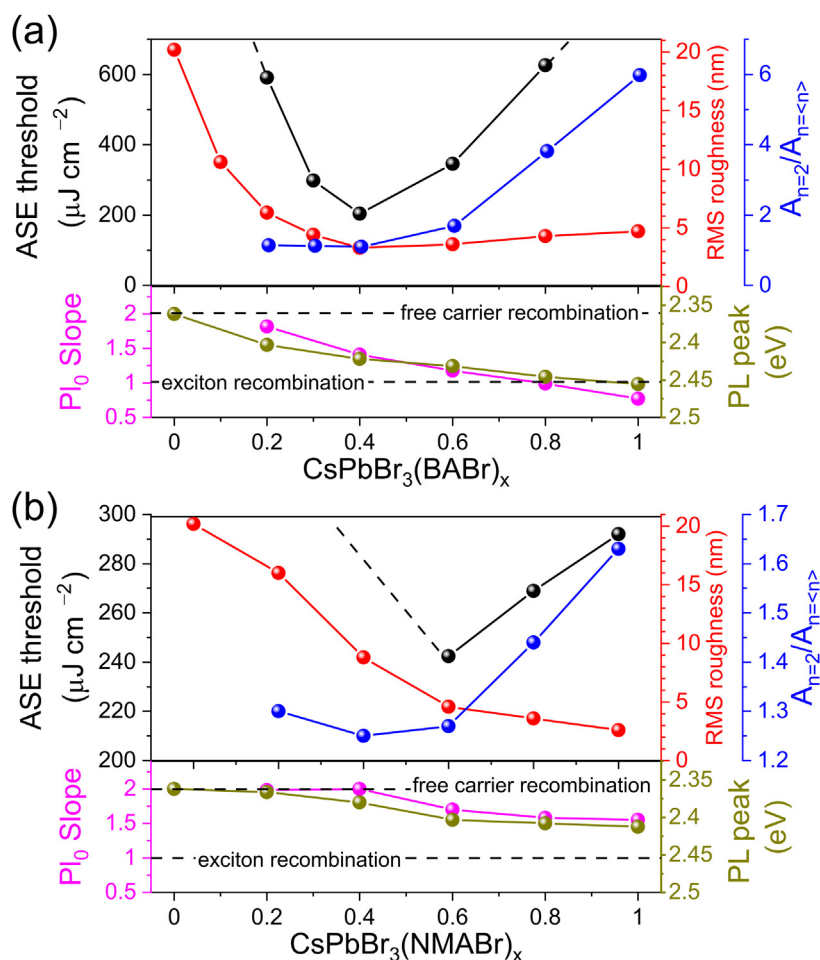 (a)
ASE threshold
(μJ cm⁻²)
600
400
200
0
20
15
10
5
0
RMS roughness (nm)
6
4
2
0
Aₙ₌₂/Aₙ₌<ₙ>
PI₀ Slope
2
1.5
1
0.5
free carrier recombination
exciton recombination
2.35
2.4
2.45
2.5
PL peak
(eV)
0 0.2 0.4 0.6 0.8 1
CsPbBr₃(BABr)ₓ
(b)
ASE threshold
(μJ cm⁻²)
300
280
260
240
220
200
20
15
10
5
0
RMS roughness (nm)
1.7
1.6
1.5
1.4
1.3
1.2
Aₙ₌₂/Aₙ₌<ₙ>
PI₀ Slope
2
1.5
1
0.5
free carrier recombination
exciton recombination
2.35
2.4
2.45
2.5
PL peak
(eV)
0 0.2 0.4 0.6 0.8 1
CsPbBr₃(NMABr)ₓ